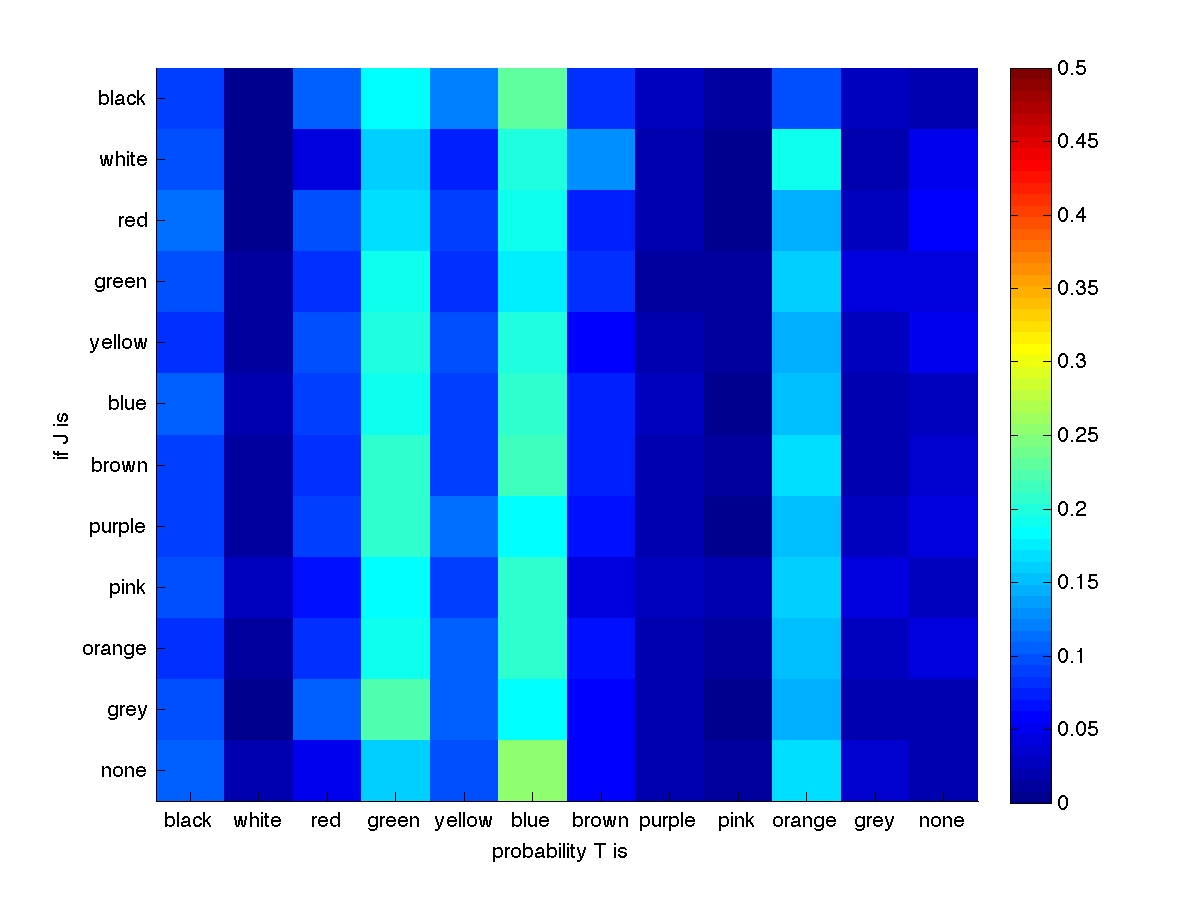 black
white
red
green
yellow
blue
brown
purple
pink
orange
grey
none
if J is
black white red green yellow blue brown purple pink orange grey none
probability T is
0.5
0.45
0.4
0.35
0.3
0.25
0.2
0.15
0.1
0.05
0